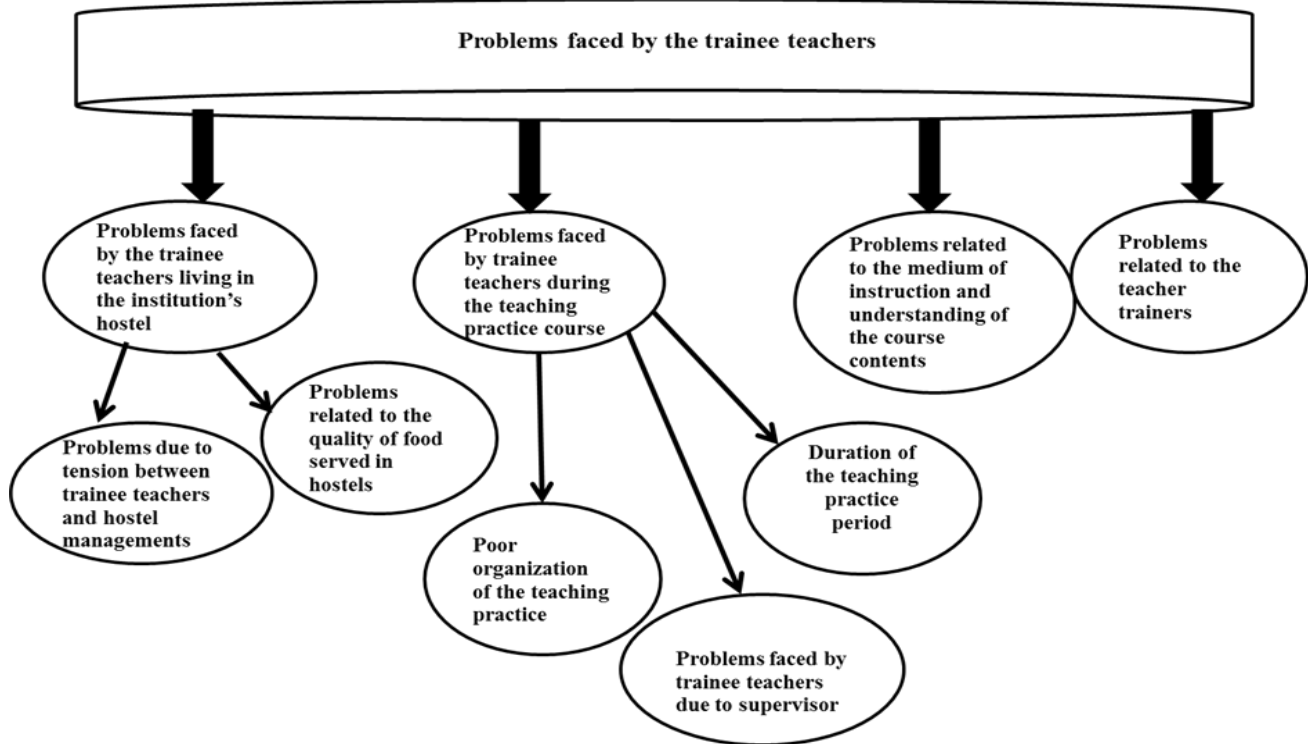 Problems faced by the trainee teachers
Problems faced
by the trainee
teachers living in
the institution's
hostel
Problems faced
by trainee
teachers during
the teaching
practice course
Problems related
to the medium of
instruction and
understanding of
the course
contents
Problems
related to the
teacher
trainers
Problems due to
tension between
trainee teachers
and hostel
managements
Problems
related to the
quality of food
served in
hostels
Poor
organization
of the teaching
practice
Problems faced by
trainee teachers
due to supervisor
Duration of
the teaching
practice
period